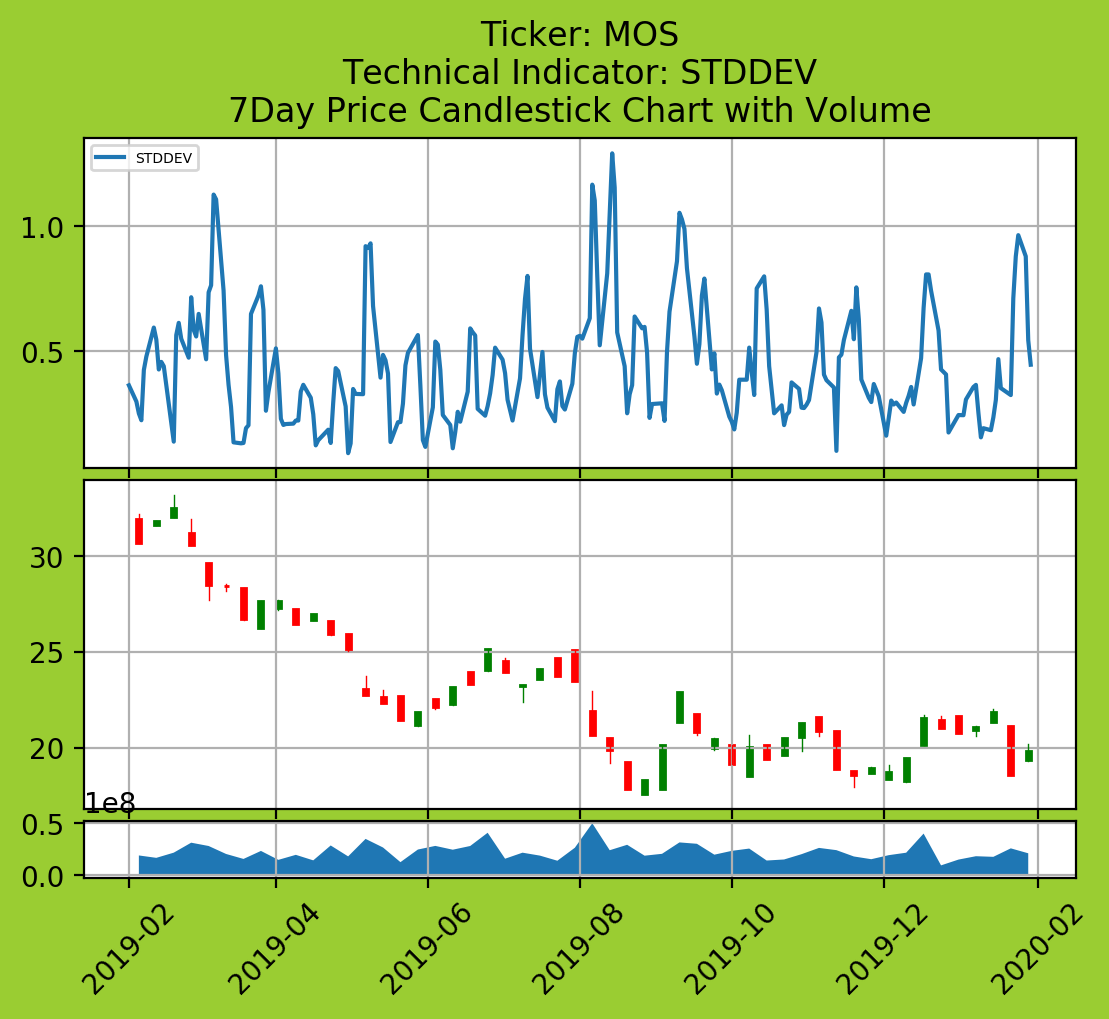 Ticker: MOS
Technical Indicator: STDDEV
7Day Price Candlestick Chart with Volume
STDDEV
1.0
0.5
30
25
20
1e8
0.5
0.0
2019-02
2019-04
2019-06
2019-08
2019-10
2019-12
2020-02